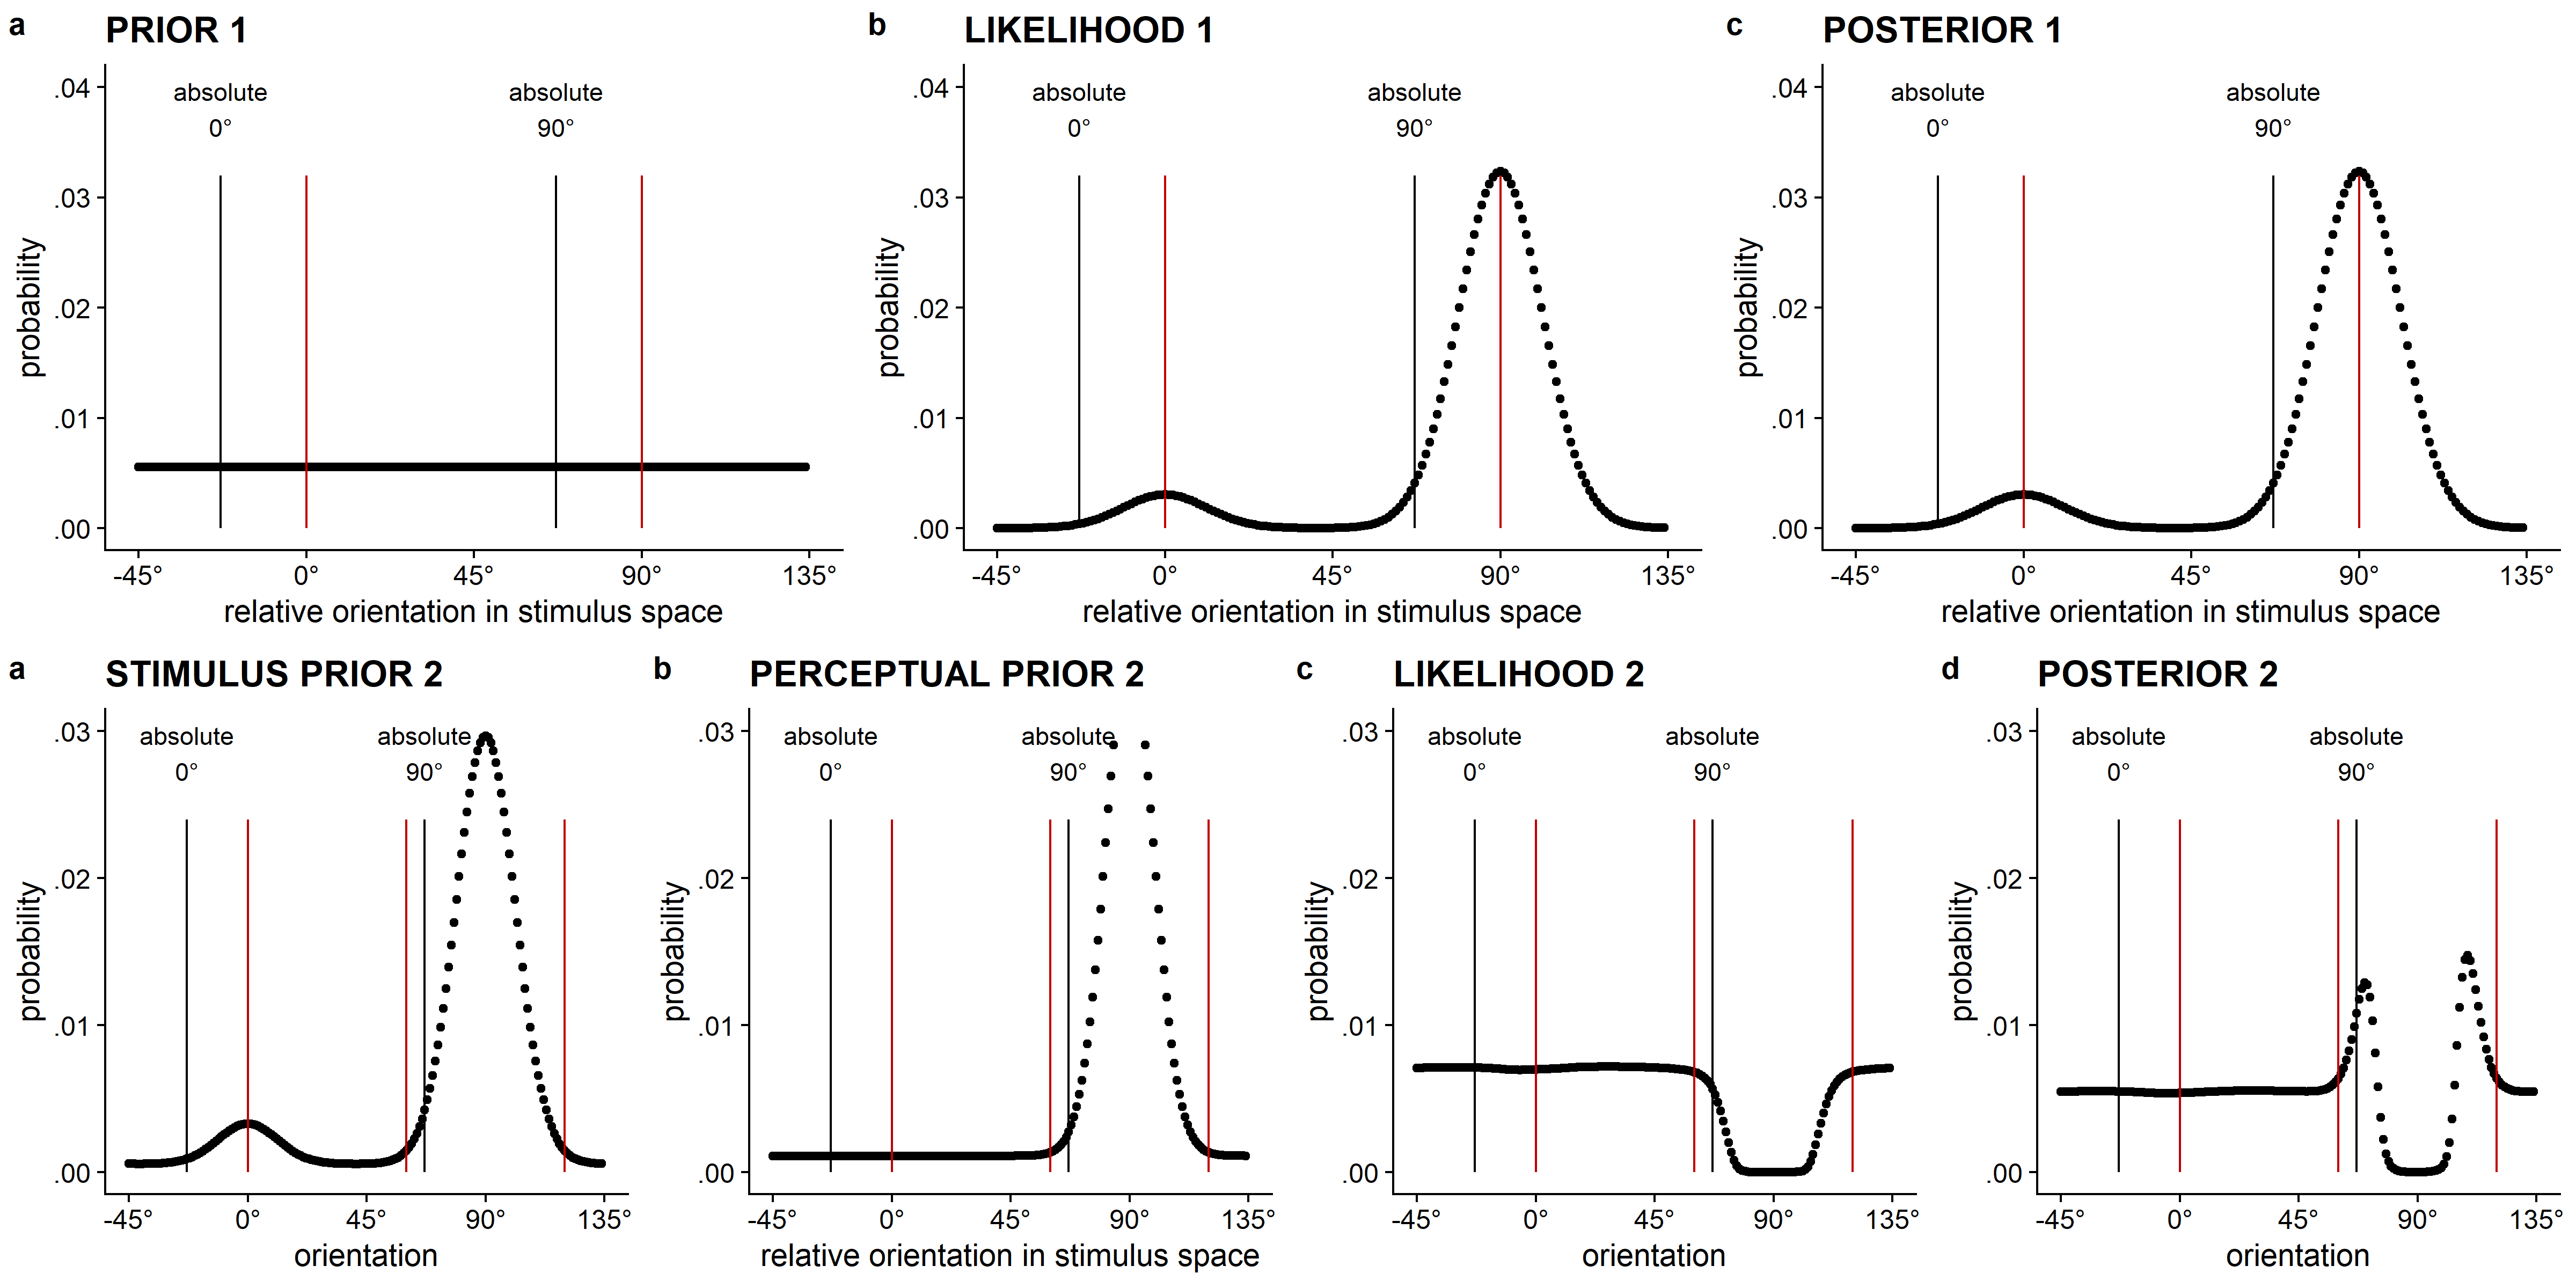 a PRIOR 1
absolute 0°
absolute 90°
.04
.03
.02
.01
.00
probability
-45° 0° 45° 90° 135°
relative orientation in stimulus space
b LIKELIHOOD 1
absolute 0°
absolute 90°
.04
.03
.02
.01
.00
probability
-45° 0° 45° 90° 135°
relative orientation in stimulus space
c POSTERIOR 1
absolute 0°
absolute 90°
.04
.03
.02
.01
.00
probability
-45° 0° 45° 90° 135°
relative orientation in stimulus space
a STIMULUS PRIOR 2
absolute 0°
absolute 90°
.03
.02
.01
.00
probability
-45° 0° 45° 90° 135°
orientation
b PERCEPTUAL PRIOR 2
absolute 0°
absolute 90°
.03
.02
.01
.00
probability
-45° 0° 45° 90° 135°
relative orientation in stimulus space
c LIKELIHOOD 2
absolute 0°
absolute 90°
.03
.02
.01
.00
probability
-45° 0° 45° 90° 135°
orientation
d POSTERIOR 2
absolute 0°
absolute 90°
.03
.02
.01
.00
probability
-45° 0° 45° 90° 135°
orientation